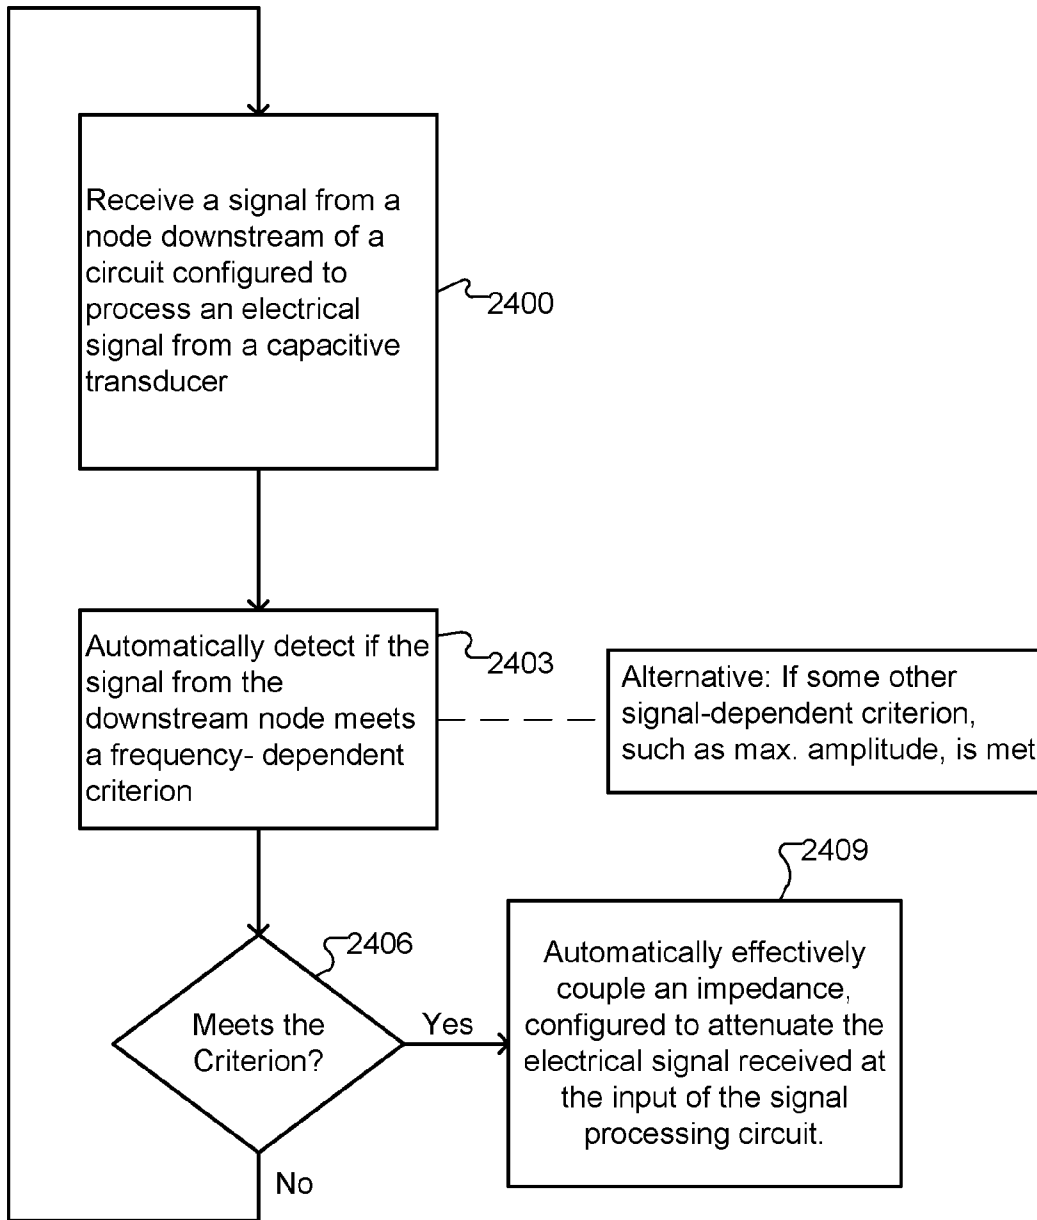 Receive a signal from a
node downstream of a
circuit configured to
process an electrical
signal from a capacitive
transducer
2400
Automatically detect if the
signal from the
downstream node meets
a frequency- dependent
criterion
2403
Alternative: If some other
signal-dependent criterion,
such as max. amplitude, is met
2406
Meets the
Criterion?
Yes
No
2409
Automatically effectively
couple an impedance,
configured to attenuate the
electrical signal received at
the input of the signal
processing circuit.